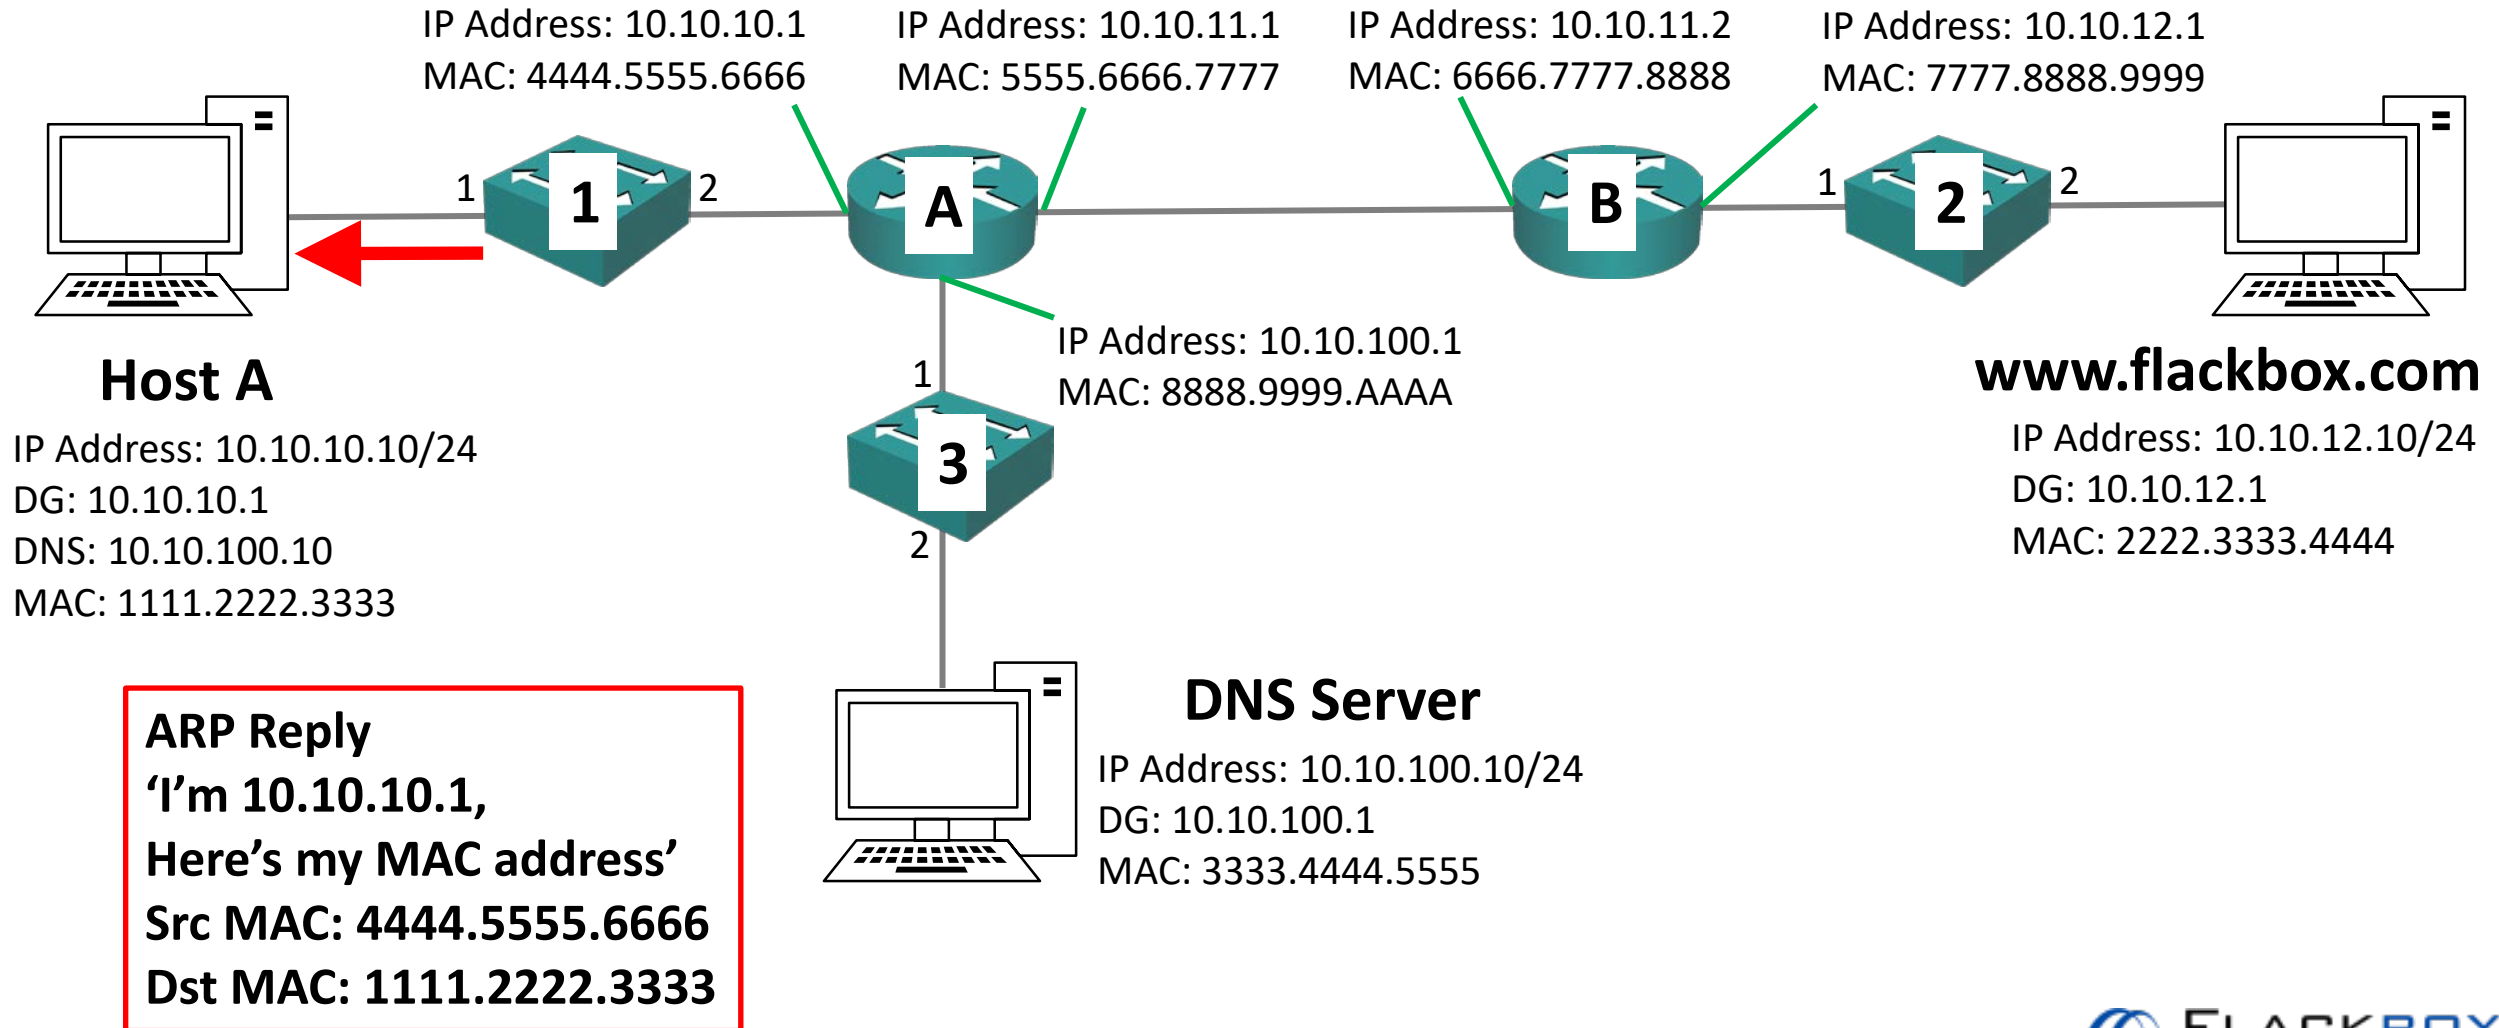 IP Address: 10.10.10.1
MAC: 4444.5555.6666
IP Address: 10.10.11.1
MAC: 5555.6666.7777
IP Address: 10.10.11.2
MAC: 6666.7777.8888
IP Address: 10.10.12.1
MAC: 7777.8888.9999
1
1
2
A
B
1
2
2
IP Address: 10.10.100.1
MAC: 8888.9999.AAAA
1
3
2
Host A
IP Address: 10.10.10.10/24
DG: 10.10.10.1
DNS: 10.10.100.10
MAC: 1111.2222.3333
www.flackbox.com
IP Address: 10.10.12.10/24
DG: 10.10.12.1
MAC: 2222.3333.4444
DNS Server
IP Address: 10.10.100.10/24
DG: 10.10.100.1
MAC: 3333.4444.5555
ARP Reply
‘I’m 10.10.10.1,
Here’s my MAC address’
Src MAC: 4444.5555.6666
Dst MAC: 1111.2222.3333
FLACKBOX